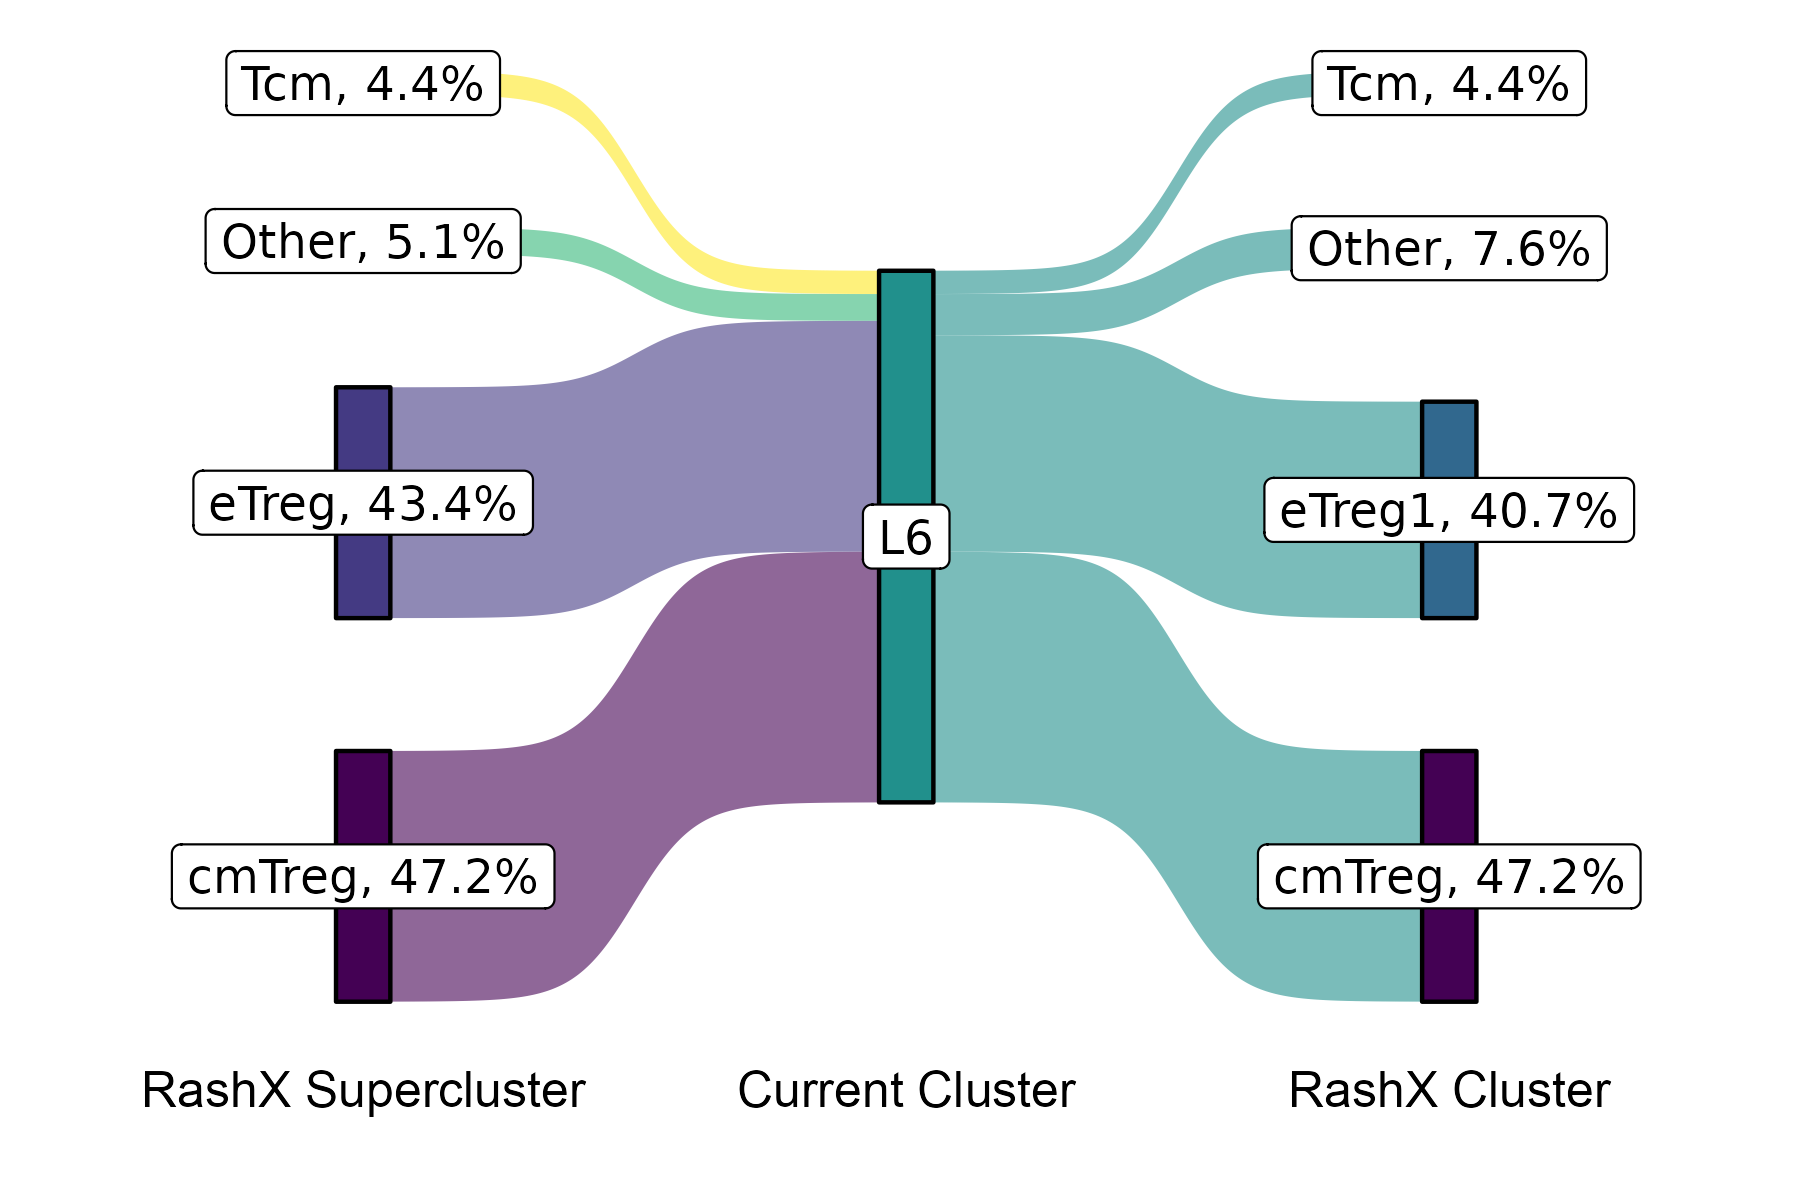 Tcm, 4.4%
Other, 5.1%
eTreg, 43.4%
cmTreg, 47.2%
L6
Tcm, 4.4%
Other, 7.6%
eTreg1, 40.7%
cmTreg, 47.2%
RashX Supercluster
Current Cluster
RashX Cluster